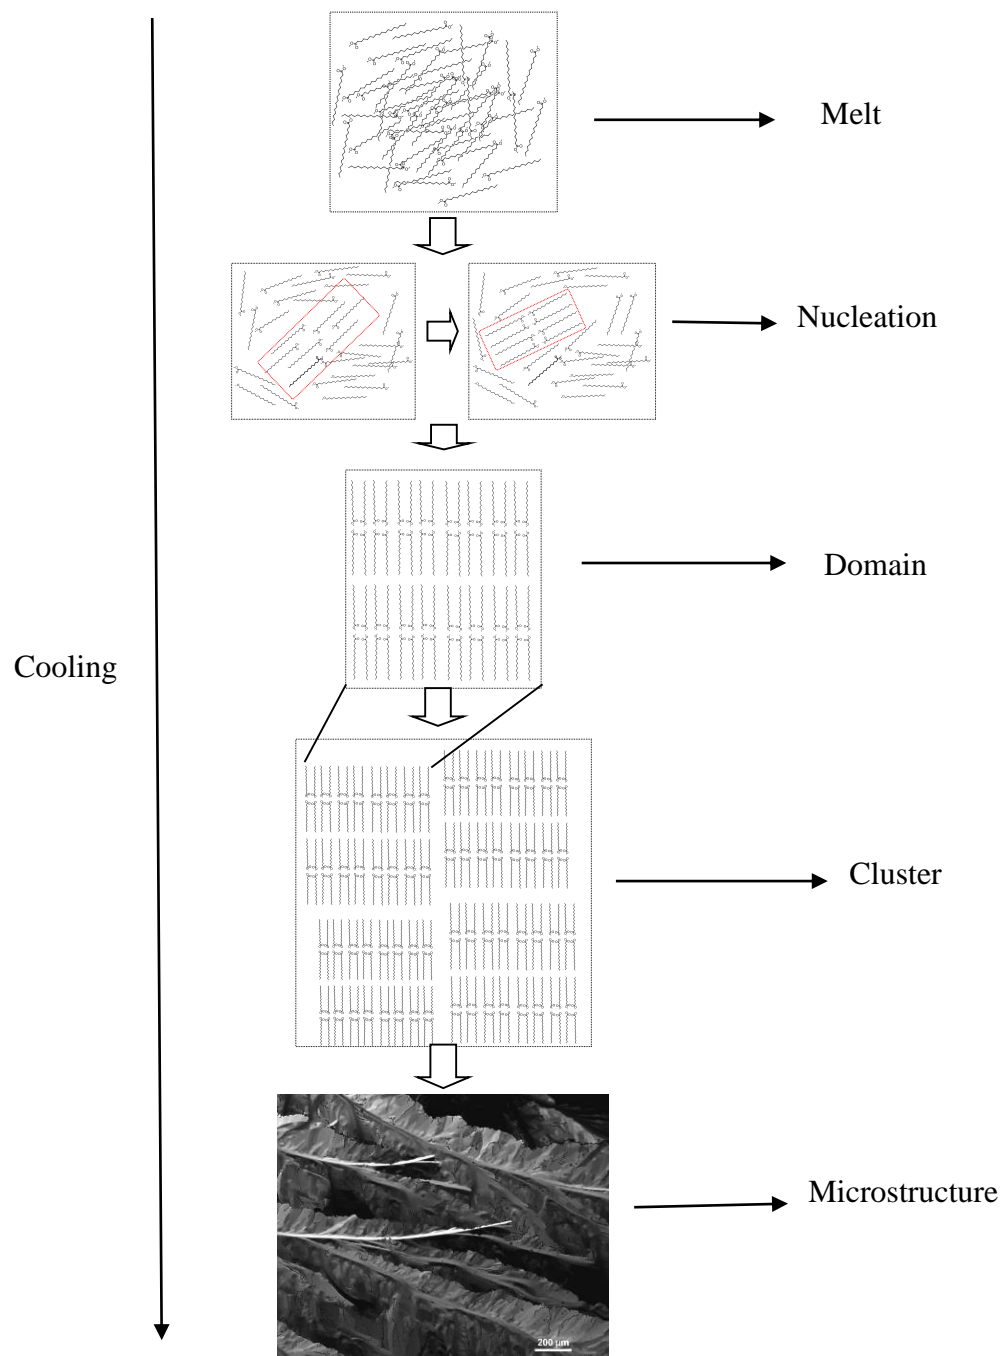 Melt
Nucleation
Domain
Cooling
Cluster
Microstructure
200 µm